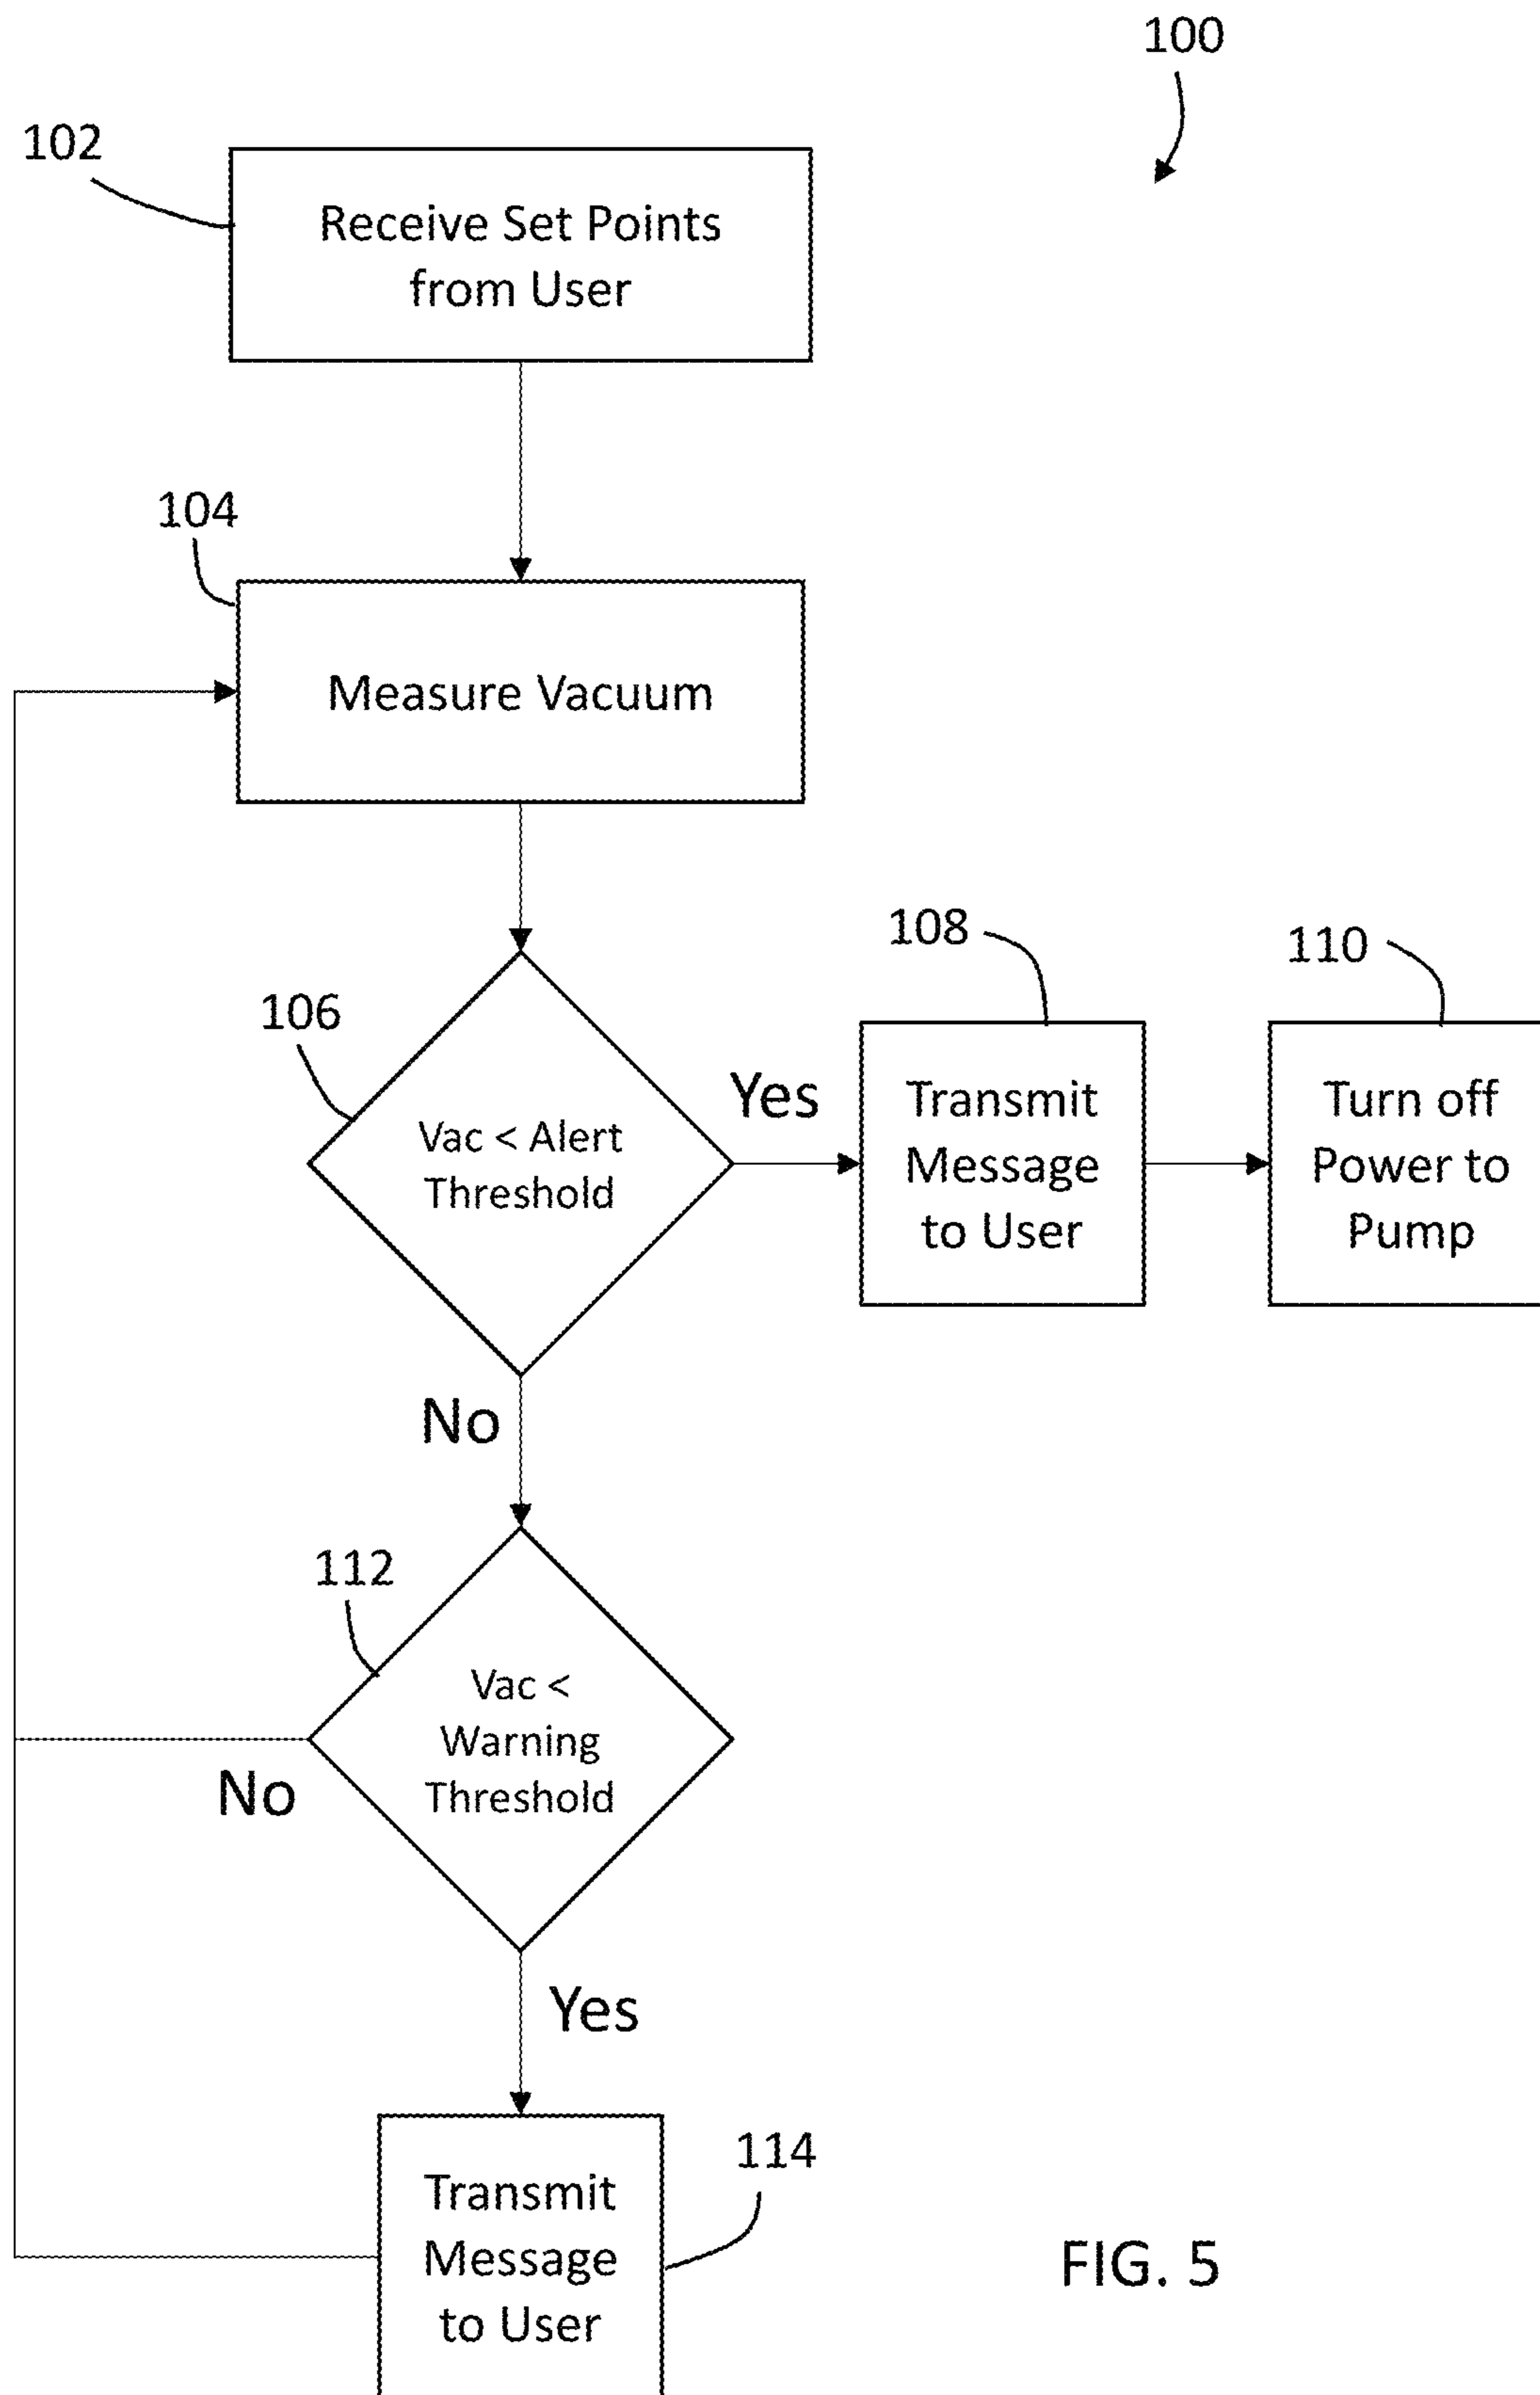 100
102
Receive Set Points
from User
104
Measure Vacuum
106
Vac < Alert
Threshold
Yes
108
Transmit
Message
to User
110
Turn off
Power to
Pump
No
112
Vac <
Warning
Threshold
No
Yes
114
Transmit
Message
to User
FIG. 5